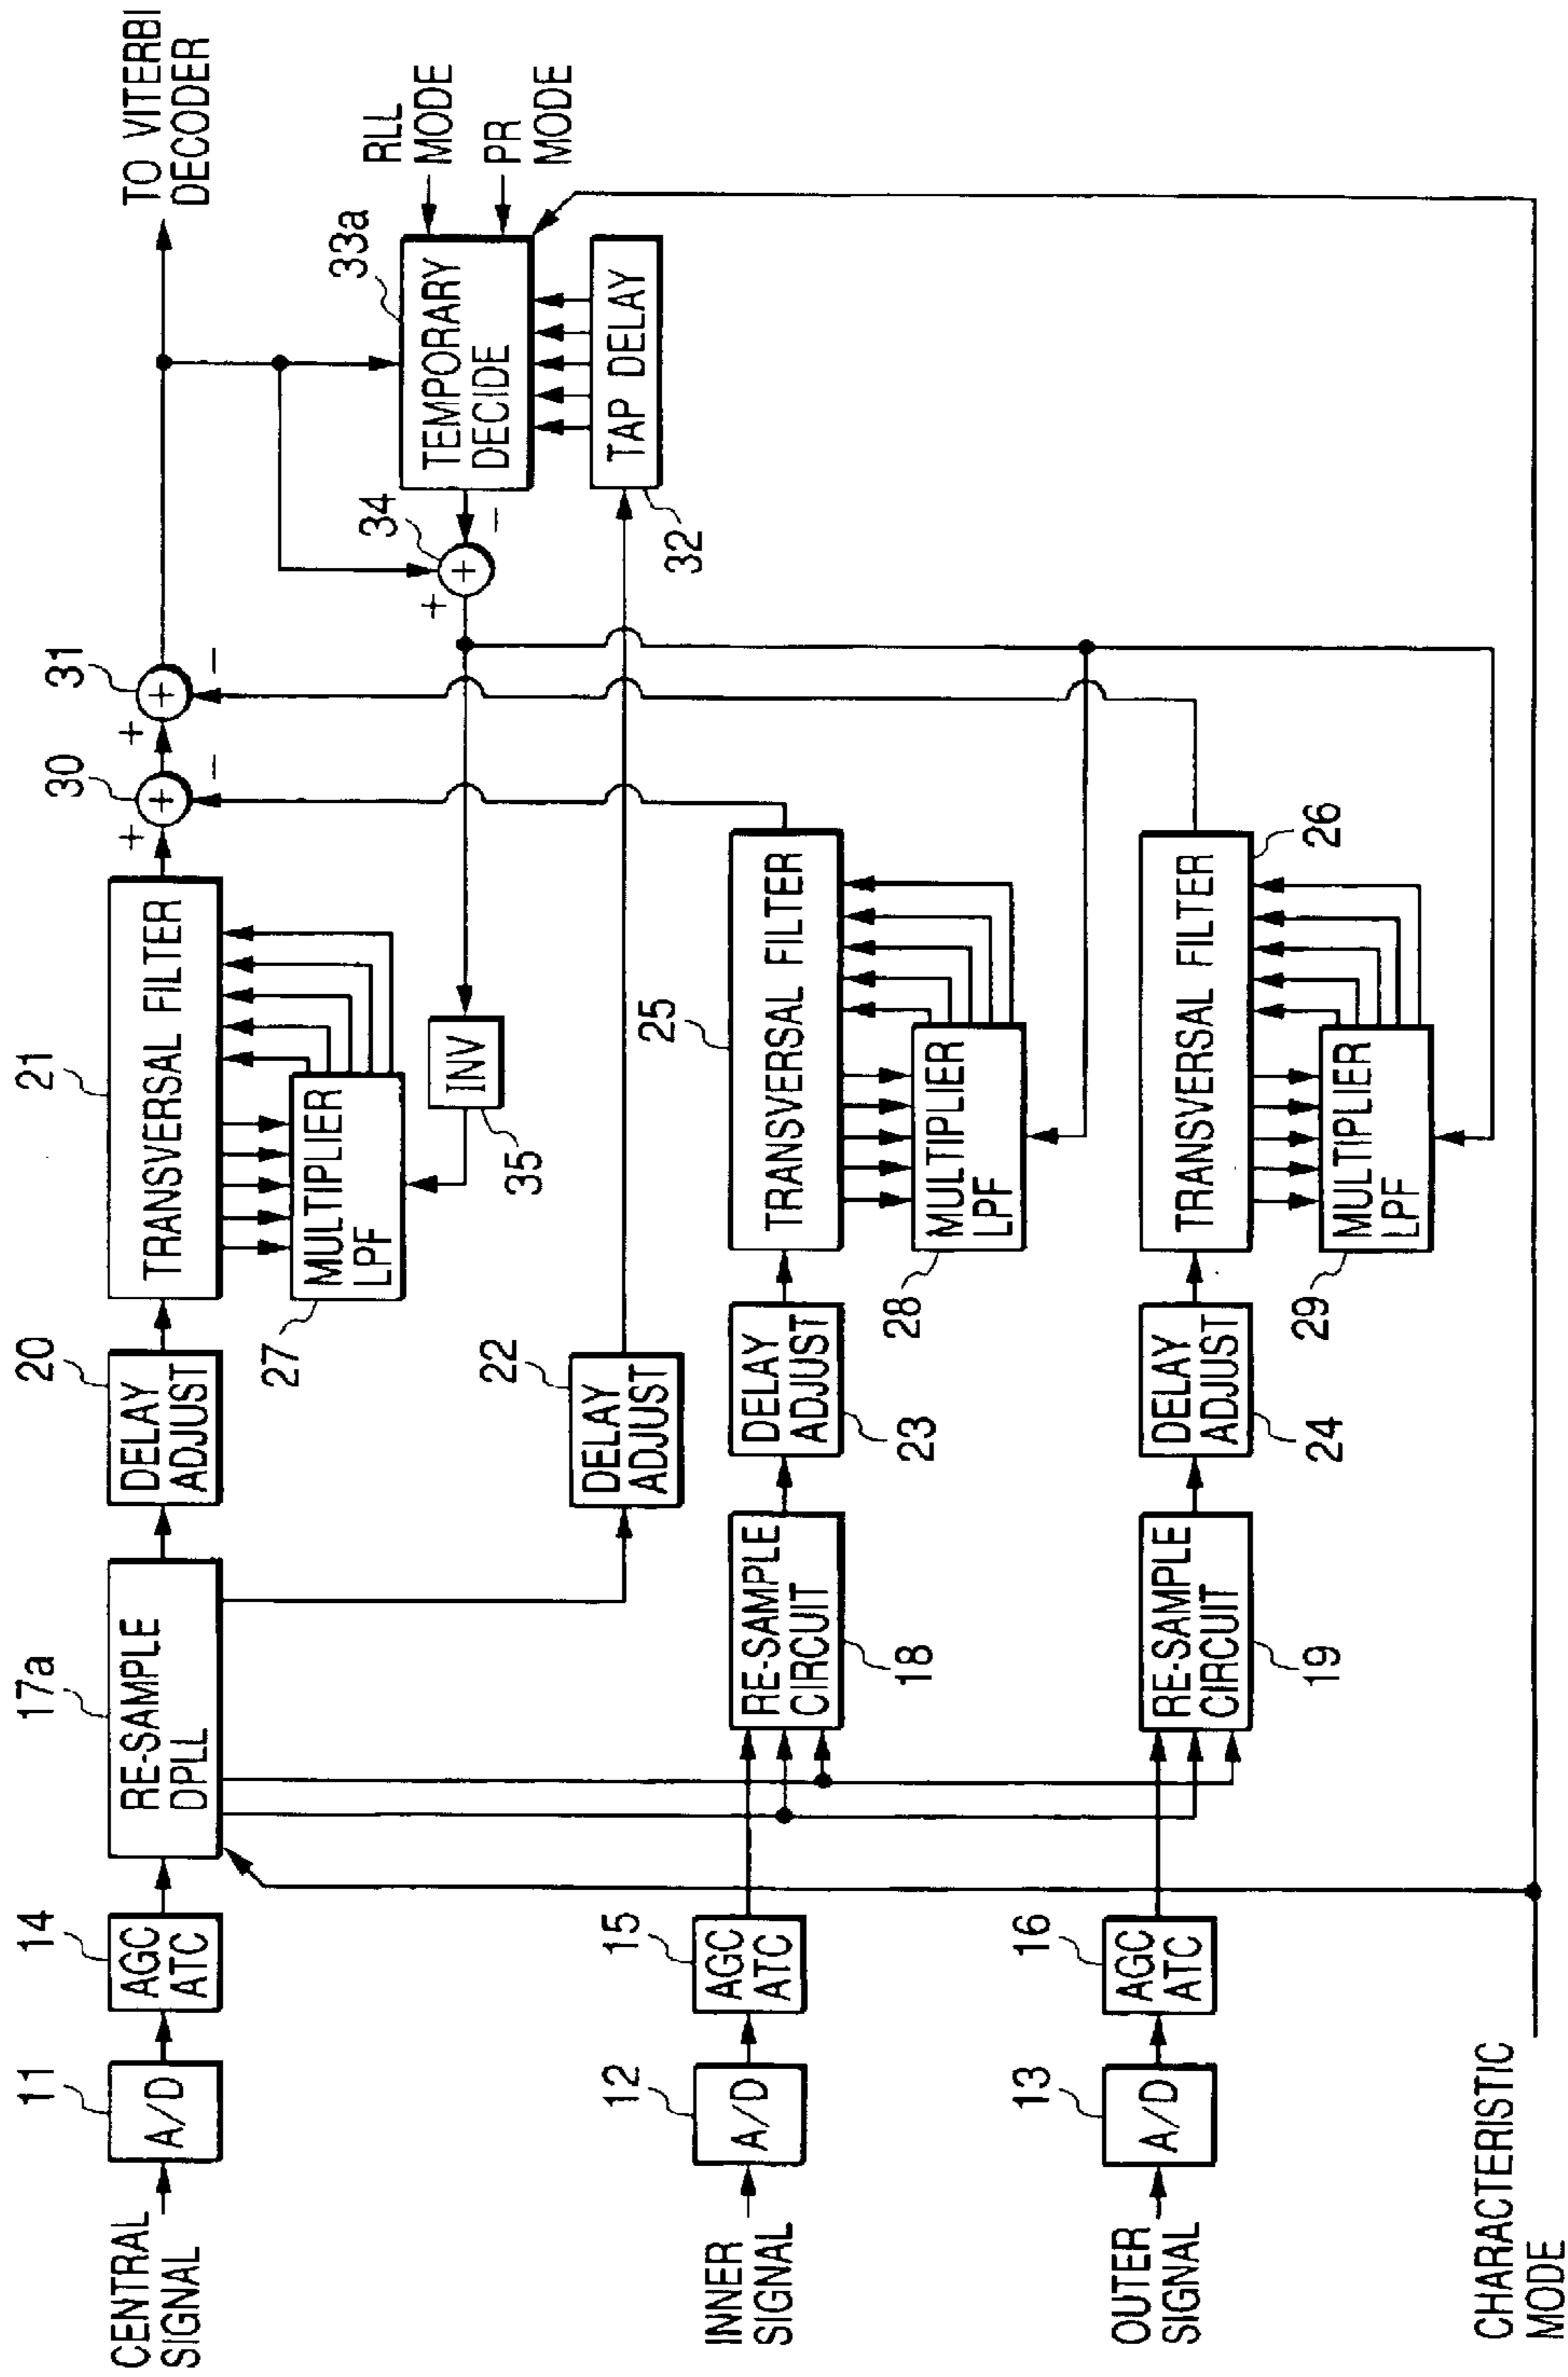 CENTRAL
SIGNAL
11
A/D
14
AGC
ATC
17a
RE-SAMPLE
DPLL
20
DELAY
ADJUST
21
TRANSVERSAL FILTER
MULTIPLIER
LPF
27
30
+
+
−
31
+
+
−
TO VITERBI
DECODER
INV
35
34
+
+
−
33a
TEMPORARY
DECIDE
RLL
MODE
PR
MODE
22
DELAY
ADJUST
TAP DELAY
32
INNER
SIGNAL
12
A/D
15
AGC
ATC
RE-SAMPLE
CIRCUIT
18
DELAY
ADJUST
23
25
TRANSVERSAL FILTER
MULTIPLIER
LPF
28
OUTER
SIGNAL
13
A/D
16
AGC
ATC
RE-SAMPLE
CIRCUIT
19
DELAY
ADJUST
24
TRANSVERSAL FILTER
26
MULTIPLIER
LPF
29
CHARACTERISTIC
MODE